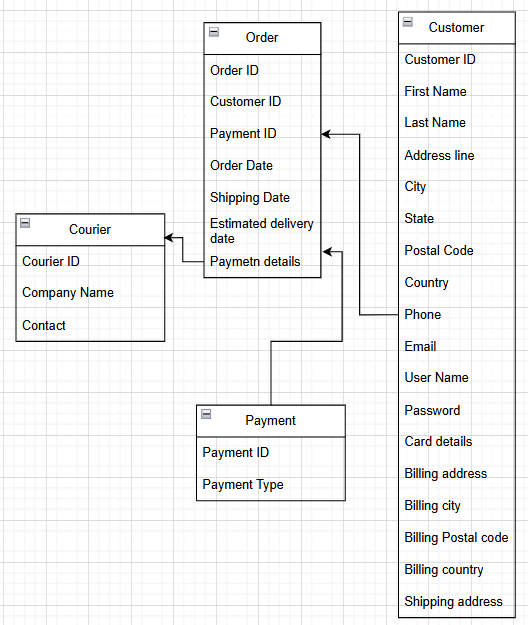 Order
Order ID
Customer ID
Payment ID
Order Date
Shipping Date
Estimated delivery
date
Paymetn details
Customer
Customer ID
First Name
Last Name
Address line
City
State
Postal Code
Country
Phone
Email
User Name
Password
Card details
Billing address
Billing city
Billing Postal code
Billing country
Shipping address
Courier
Courier ID
Company Name
Contact
Payment
Payment ID
Payment Type